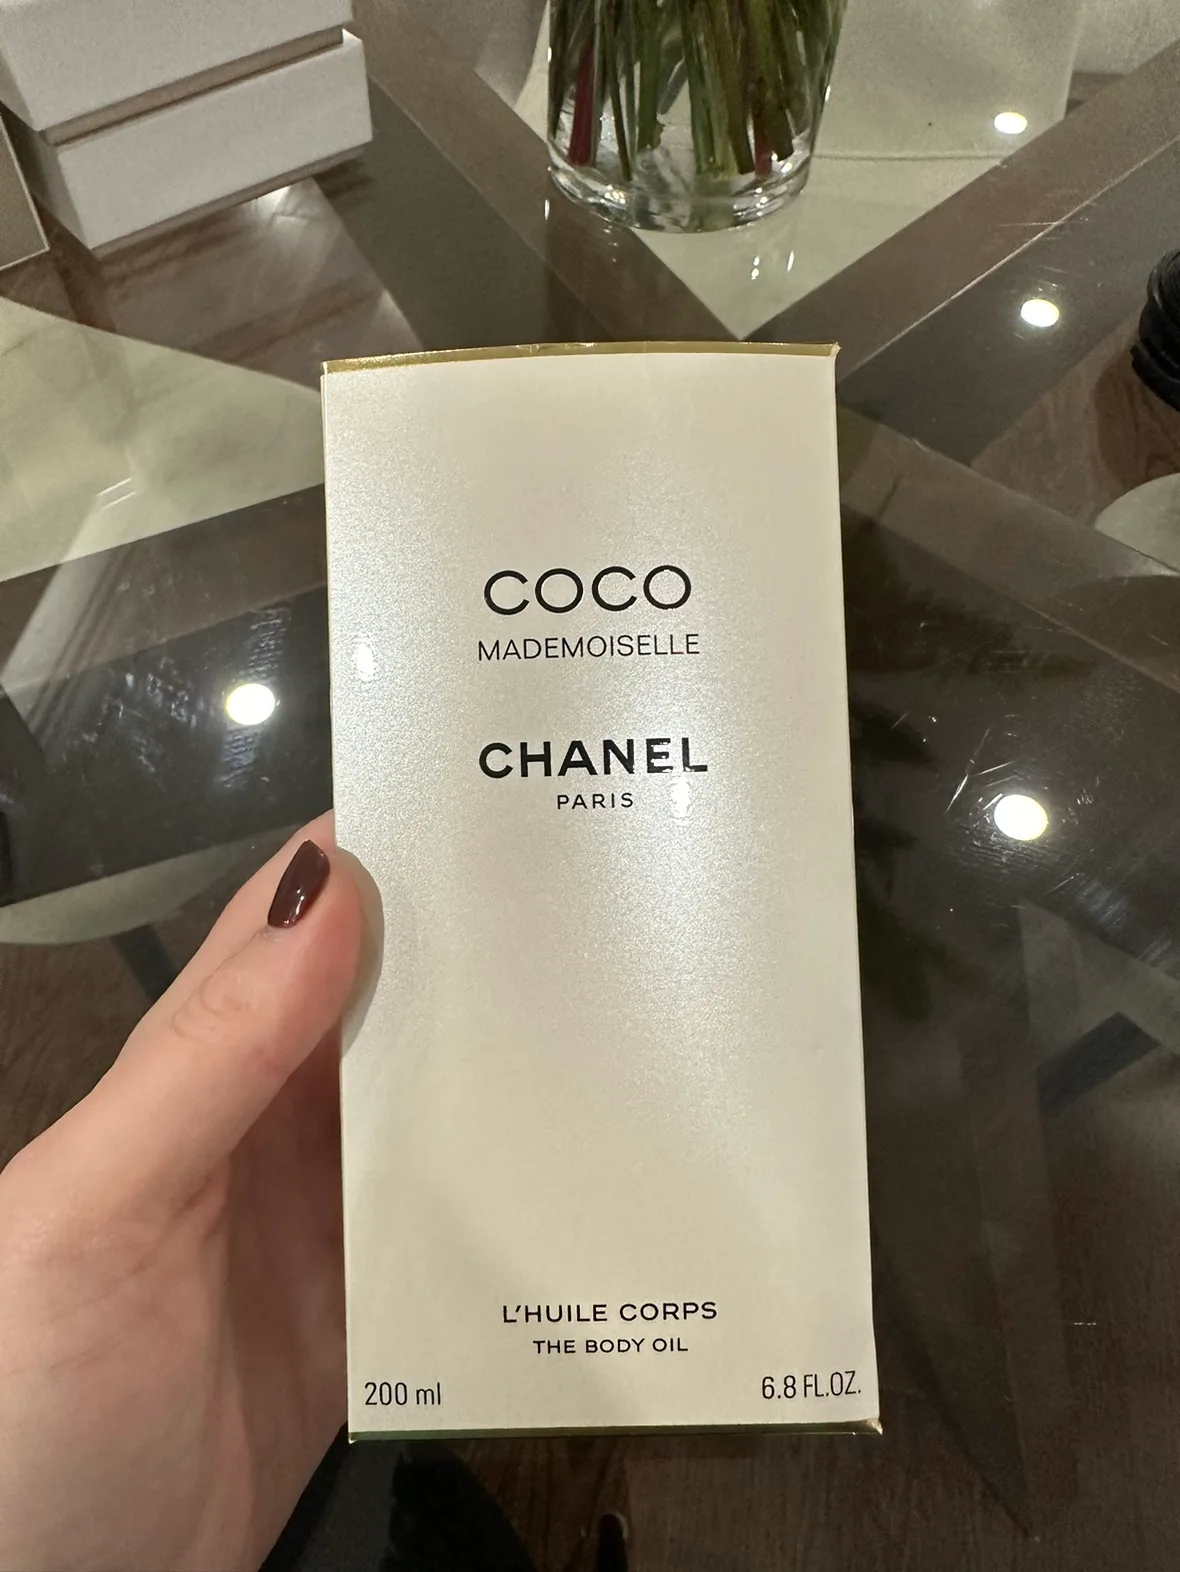 COCO
MADEMOISELLE
CHANEL
PARIS
L'HUILE CORPS
THE BODY OIL
200 ml 6.8 FL.OZ.